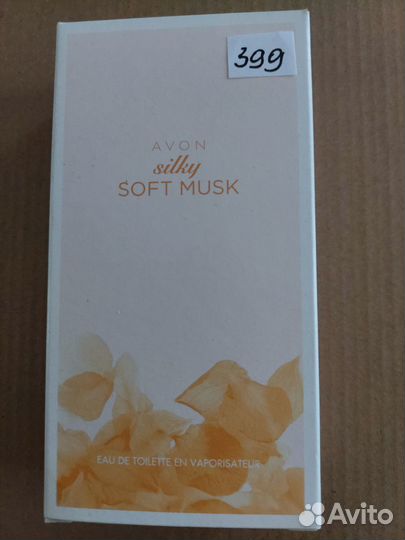 399
AVON
silky
SOFT MUSK
EAU DE TOILETTE EN VAPORISATEUR
Avito